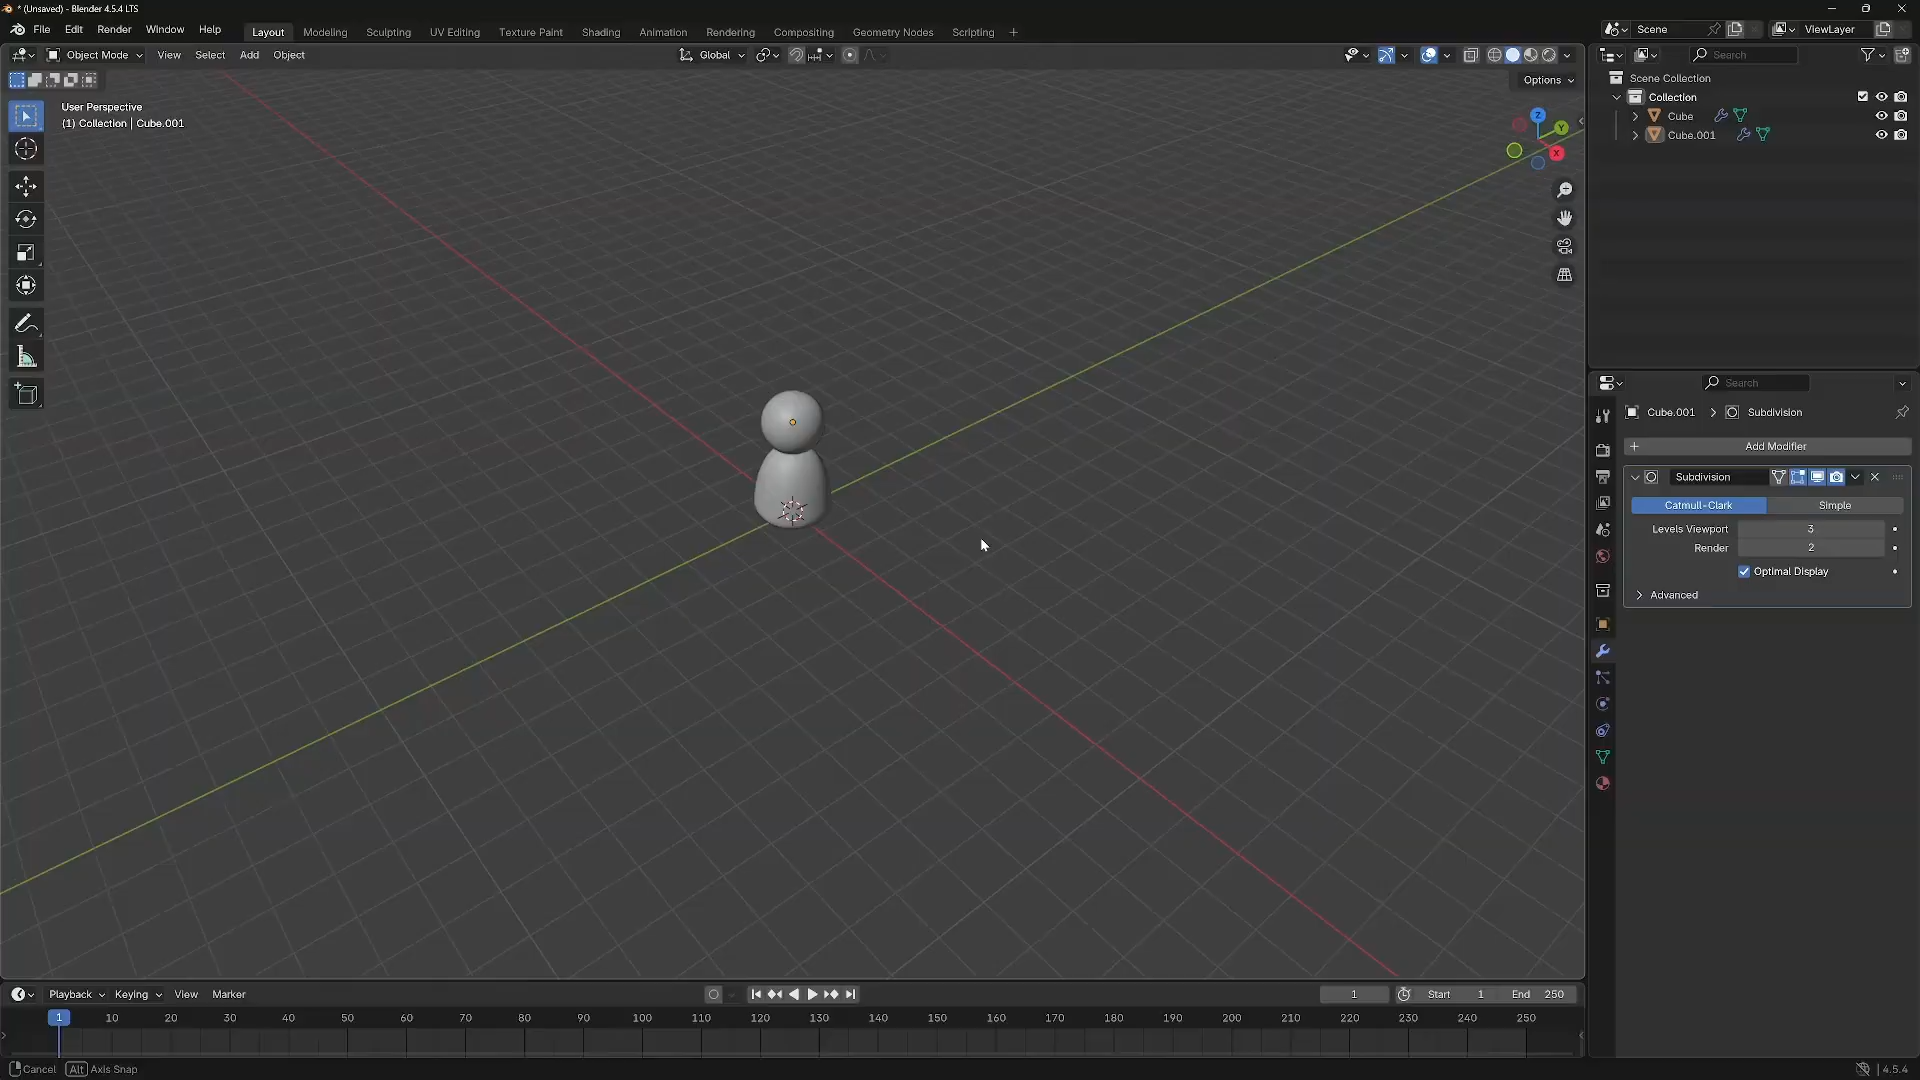 * (Unsaved) - Blender 4.5.4 LTS
File Edit Render Window Help
Layout Modeling Sculpting UV Editing Texture Paint Shading Animation Rendering Compositing Geometry Nodes Scripting +
Scene
ViewLayer
Object Mode View Select Add Object
Global
Search
Options
User Perspective
(1) Collection | Cube.001
Z
Y
X
Scene Collection
Collection
Cube
Cube.001
Search
Cube.001 > Subdivision
+ Add Modifier
Subdivision
Catmull-Clark Simple
Levels Viewport 3
Render 2
Optimal Display
Advanced
Playback Keying View Marker
1 Start 1 End 250
1 10 20 30 40 50 60 70 80 90 100 110 120 130 140 150 160 170 180 190 200 210 220 230 240 250
Cancel Alt Axis Snap
4.5.4